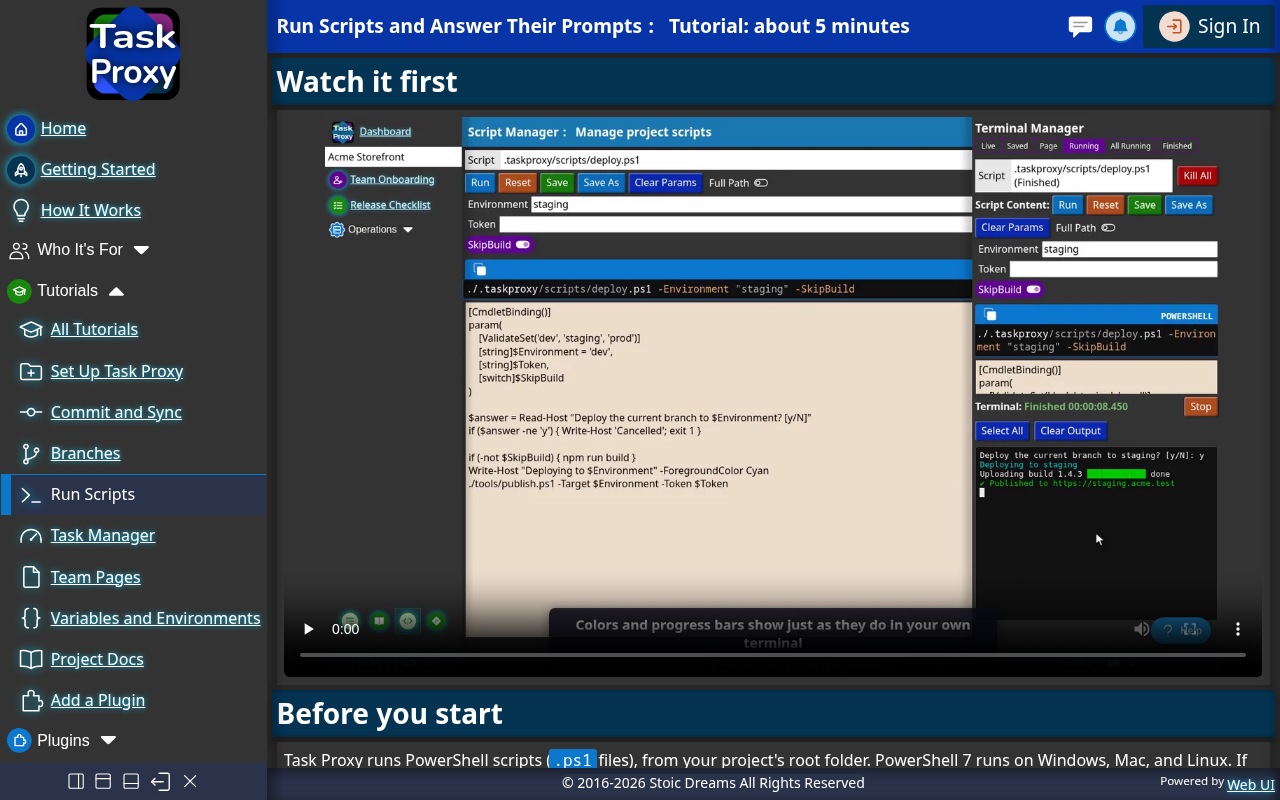 Task
Proxy
Home
Getting Started
How It Works
Who It's For
Tutorials
All Tutorials
Set Up Task Proxy
Commit and Sync
Branches
Run Scripts
Task Manager
Team Pages
Variables and Environments
Project Docs
Add a Plugin
Plugins
Run Scripts and Answer Their Prompts : Tutorial: about 5 minutes
Sign In
Watch it first
Task
Proxy
Dashboard
Acme Storefront
Team Onboarding
Release Checklist
Operations
Script Manager : Manage project scripts
Script .taskproxy/scripts/deploy.ps1
Run Reset Save Save As Clear Params Full Path
Environment staging
Token
SkipBuild
./.taskproxy/scripts/deploy.ps1 -Environment "staging" -SkipBuild
[CmdletBinding()]
param(
[ValidateSet('dev', 'staging', 'prod')]
[string]$Environment = 'dev',
[string]$Token,
[switch]$SkipBuild
)
$answer = Read-Host "Deploy the current branch to $Environment? [y/N]"
if ($answer -ne 'y') { Write-Host 'Cancelled'; exit 1 }
if (-not $SkipBuild) { npm run build }
Write-Host "Deploying to $Environment" -ForegroundColor Cyan
./tools/publish.ps1 -Target $Environment -Token $Token
Terminal Manager
Live Saved Page Running All Running Finished
Script .taskproxy/scripts/deploy.ps1
(Finished)
Kill All
Script Content: Run Reset Save Save As
Clear Params Full Path
Environment staging
Token
SkipBuild
POWERSHELL
./.taskproxy/scripts/deploy.ps1 -Environ
ment "staging" -SkipBuild
[CmdletBinding()]
param(
Terminal: Finished 00:00:08.450 Stop
Select All Clear Output
Deploy the current branch to staging? [y/N]: y
Deploying to staging
Uploading build 1.4.3 done
✓ Published to https://staging.acme.test
Colors and progress bars show just as they do in your own
terminal
0:00
? Help
Before you start
Task Proxy runs PowerShell scripts (.ps1 files), from your project's root folder. PowerShell 7 runs on Windows, Mac, and Linux. If
© 2016-2026 Stoic Dreams All Rights Reserved
Powered by Web UI